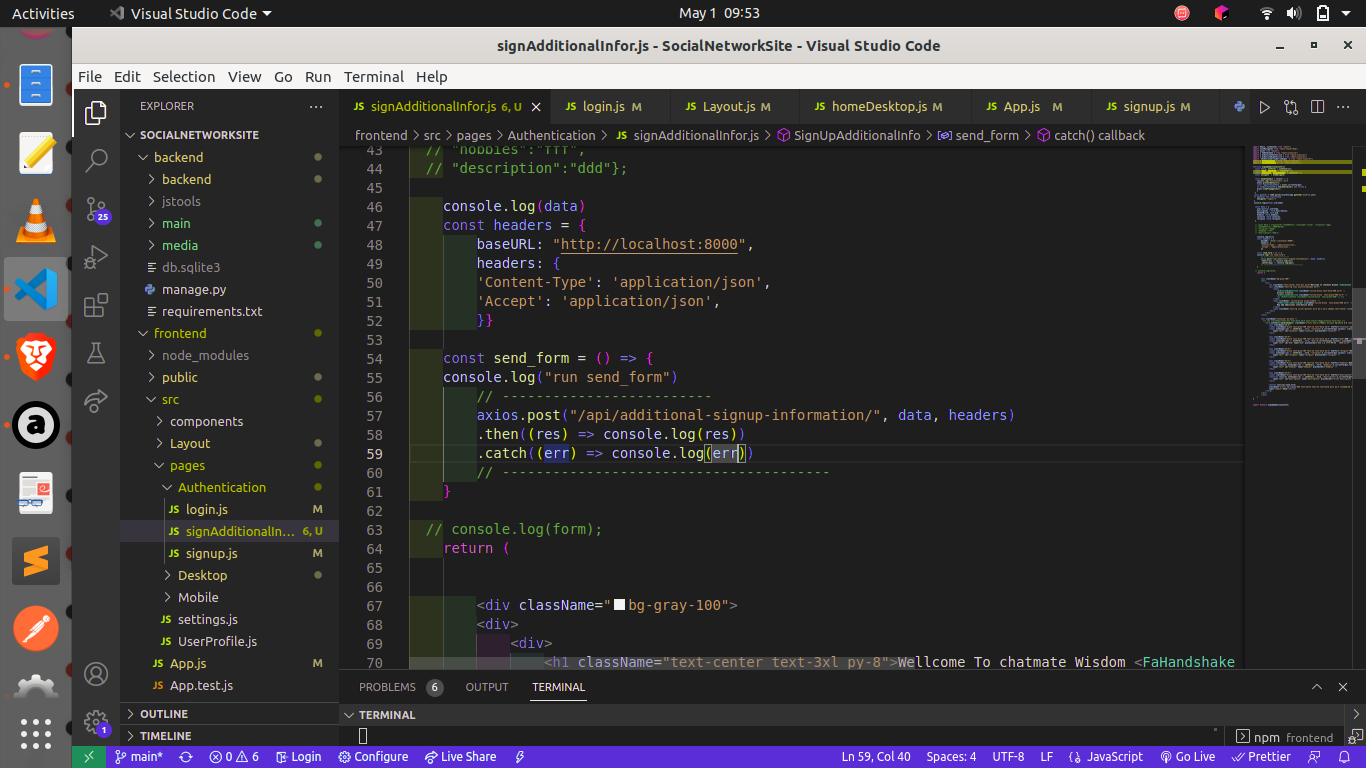 Activities
Visual Studio Code
May 1 09:53
signAdditionalInfor.js - SocialNetworkSite - Visual Studio Code
File Edit Selection View Go Run Terminal Help
EXPLORER
JS signAdditionalInfor.js 6, U
JS login.js M
JS Layout.js M
JS homeDesktop.js M
JS App.js M
JS signup.js M
frontend > src > pages > Authentication > JS signAdditionalInfor.js > SignUpAdditionalInfo > send_form > catch() callback
SOCIALNETWORKSITE
backend
backend
jstools
main
media
db.sqlite3
manage.py
requirements.txt
frontend
node_modules
public
src
components
Layout
pages
Authentication
JS login.js M
JS signAdditionalIn... 6, U
JS signup.js M
Desktop
Mobile
JS settings.js
JS UserProfile.js
JS App.js M
JS App.test.js
OUTLINE
TIMELINE
25
1
43 // "hobbies":"fff",
44 // "description":"ddd"};
45
46 console.log(data)
47 const headers = {
48 baseURL: "http://localhost:8000",
49 headers: {
50 'Content-Type': 'application/json',
51 'Accept': 'application/json',
52 }}
53
54 const send_form = () => {
55 console.log("run send_form")
56 // -------------------------
57 axios.post("/api/additional-signup-information/", data, headers)
58 .then((res) => console.log(res))
59 .catch((err) => console.log(err))
60 // ---------------------------------------
61 }
62
63 // console.log(form);
64 return (
65
66
67 <div className="bg-gray-100">
68 <div>
69 <div>
70 <h1 className="text-center text-3xl py-8">Wellcome To chatmate Wisdom <FaHandshake
PROBLEMS 6 OUTPUT TERMINAL
TERMINAL
npm frontend
main* 0 6 Login Configure Live Share Ln 59, Col 40 Spaces: 4 UTF-8 LF {} JavaScript Go Live Prettier